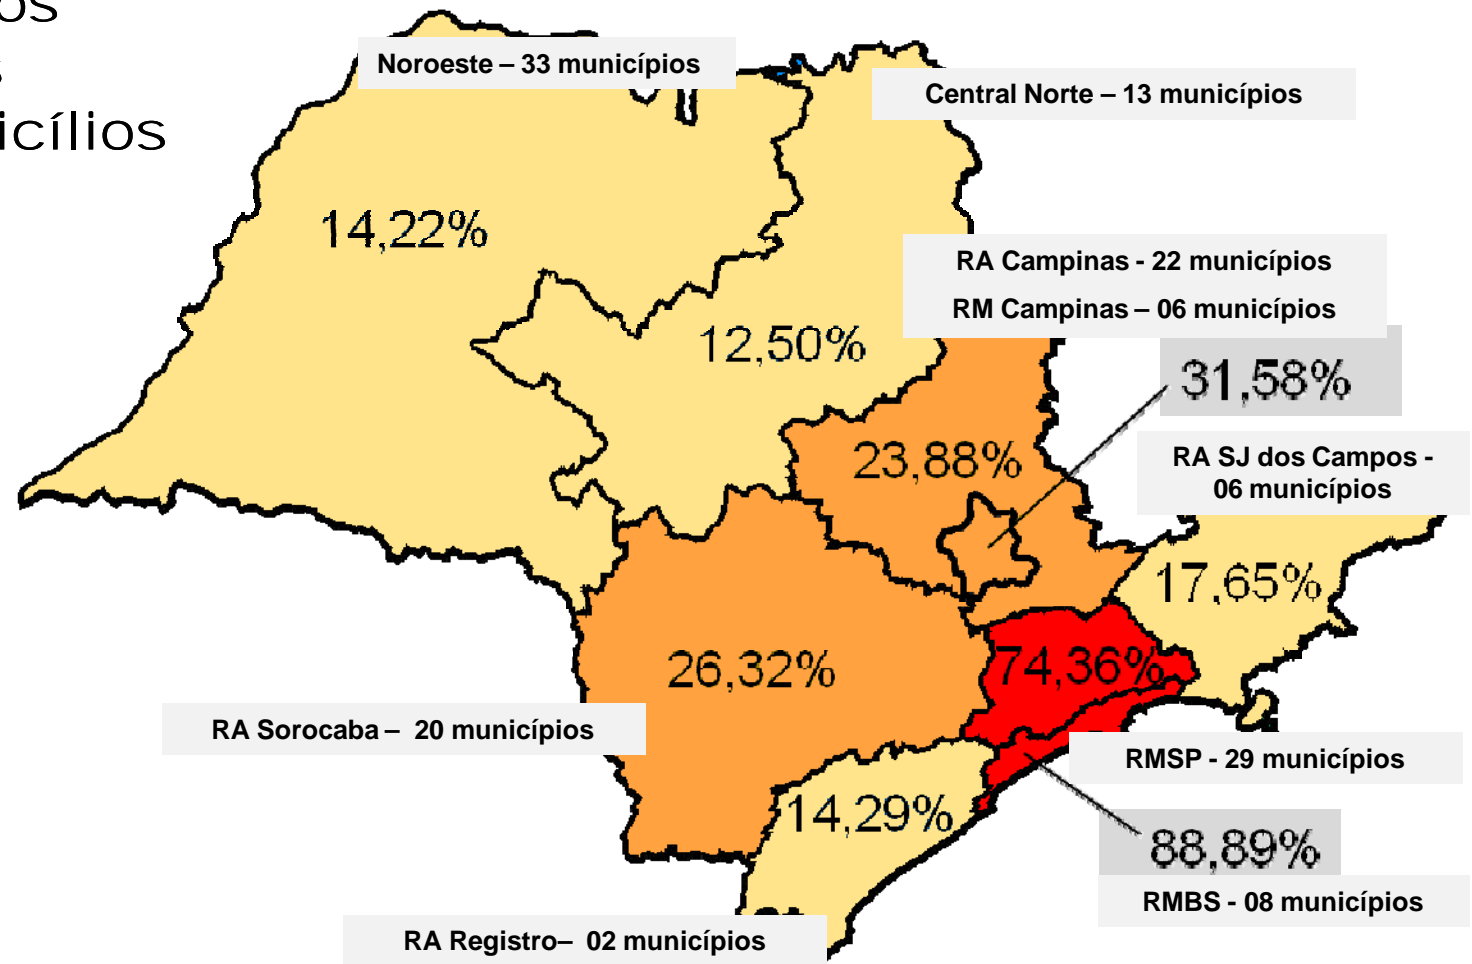 os
s
icílios
Noroeste – 33 municípios
Central Norte – 13 municípios
14,22%
RA Campinas - 22 municípios
RM Campinas – 06 municípios
12,50%
31,58%
23,88%
RA SJ dos Campos -
06 municípios
17,65%
26,32%
74,36%
RA Sorocaba – 20 municípios
RMSP - 29 municípios
14,29%
88,89%
RMBS - 08 municípios
RA Registro– 02 municípios